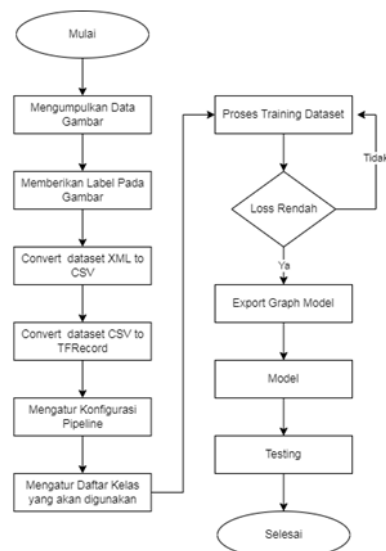 Mulai
Mengumpulkan Data
Gambar
Memberikan Label Pada
Gambar
Convert dataset XML to
CSV
Convert dataset CSV to
TFRecord
Mengatur Konfigurasi
Pipeline
Mengatur Daftar Kelas
yang akan digunakan
Proses Training Dataset
Tidak
Loss Rendah
Ya
Export Graph Model
Model
Testing
Selesai